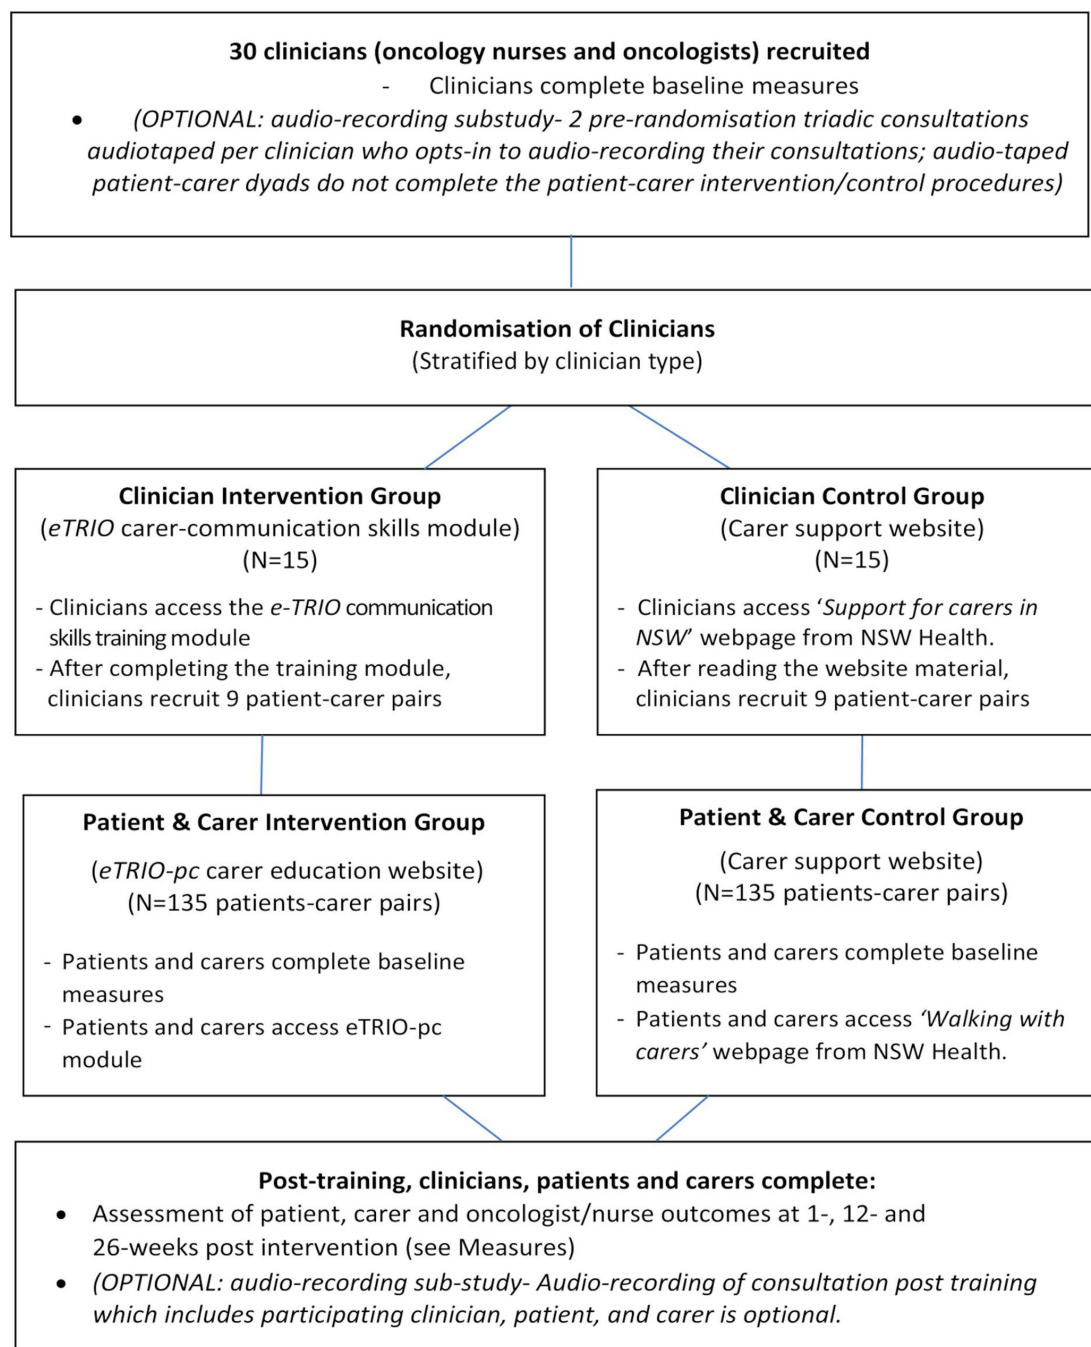 30 clinicians (oncology nurses and oncologists) recruited
- Clinicians complete baseline measures
• (OPTIONAL: audio-recording substudy- 2 pre-randomisation triadic consultations
audiotaped per clinician who opts-in to audio-recording their consultations; audio-taped
patient-carer dyads do not complete the patient-carer intervention/control procedures)
Randomisation of Clinicians
(Stratified by clinician type)
Clinician Intervention Group
(eTRIO carer-communication skills module)
(N=15)
- Clinicians access the e-TRIO communication
skills training module
- After completing the training module,
clinicians recruit 9 patient-carer pairs
Clinician Control Group
(Carer support website)
(N=15)
- Clinicians access ‘Support for carers in
NSW’ webpage from NSW Health.
- After reading the website material,
clinicians recruit 9 patient-carer pairs
Patient & Carer Intervention Group
(eTRIO-pc carer education website)
(N=135 patients-carer pairs)
- Patients and carers complete baseline
measures
- Patients and carers access eTRIO-pc
module
Patient & Carer Control Group
(Carer support website)
(N=135 patients-carer pairs)
- Patients and carers complete baseline
measures
- Patients and carers access ‘Walking with
carers’ webpage from NSW Health.
Post-training, clinicians, patients and carers complete:
• Assessment of patient, carer and oncologist/nurse outcomes at 1-, 12- and
26-weeks post intervention (see Measures)
• (OPTIONAL: audio-recording sub-study- Audio-recording of consultation post training
which includes participating clinician, patient, and carer is optional.